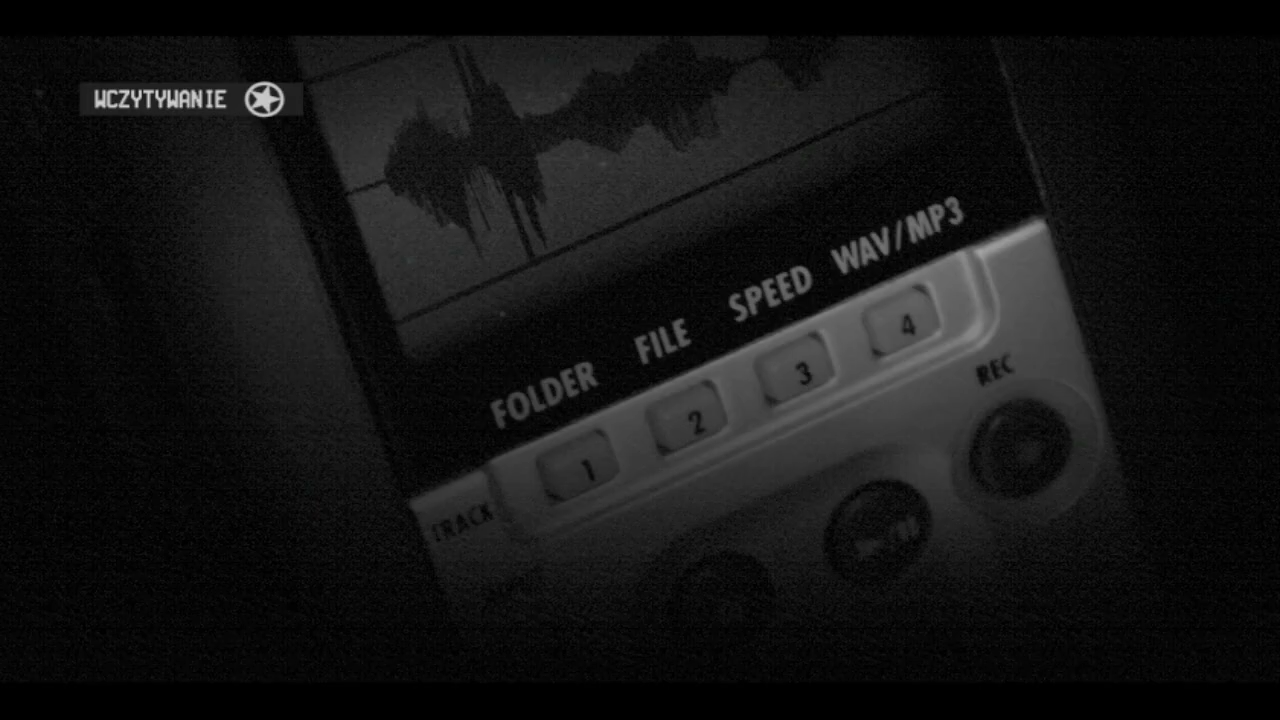 WCZYTYWANIE
FOLDER FILE SPEED WAV/MP3
1 2 3 4
REC
TRACK